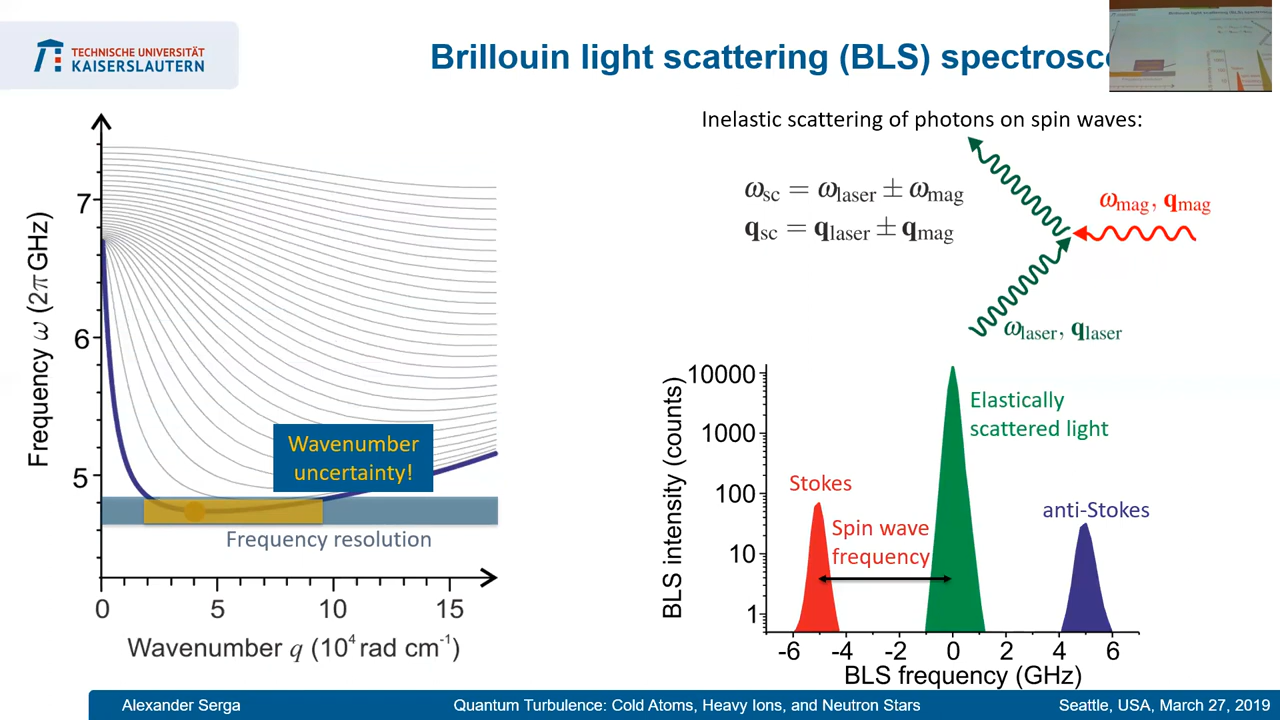 TECHNISCHE UNIVERSITÄT
KAISERSLAUTERN
Brillouin light scattering (BLS)
Inelastic scattering of photons on spin waves:
ω_sc = ω_laser ± ω_mag
q_sc = q_laser ± q_mag
ω_mag, q_mag
ω_laser, q_laser
Frequency ω (2π GHz)
7
6
5
Wavenumber
uncertainty!
Frequency resolution
0 5 10 15
Wavenumber q (10⁴ rad cm⁻¹)
BLS intensity (counts)
10000
1000
100
10
1
Elastically
scattered light
Stokes
anti-Stokes
Spin wave
frequency
-6 -4 -2 0 2 4 6
BLS frequency (GHz)
Alexander Serga
Quantum Turbulence: Cold Atoms, Heavy Ions, and Neutron Stars
Seattle, USA, March 27, 2019